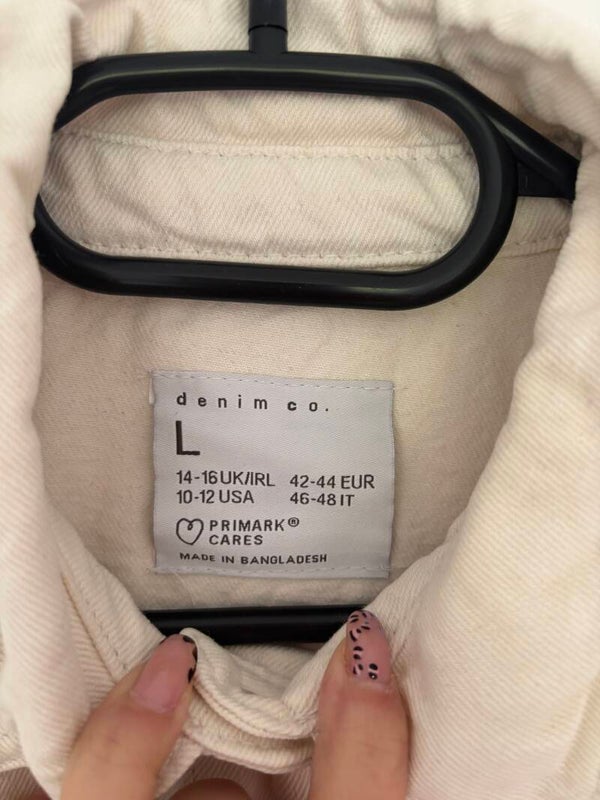 denim co.
L
14-16 UK/IRL 42-44 EUR
10-12 USA 46-48 IT
PRIMARK®
CARES
MADE IN BANGLADESH